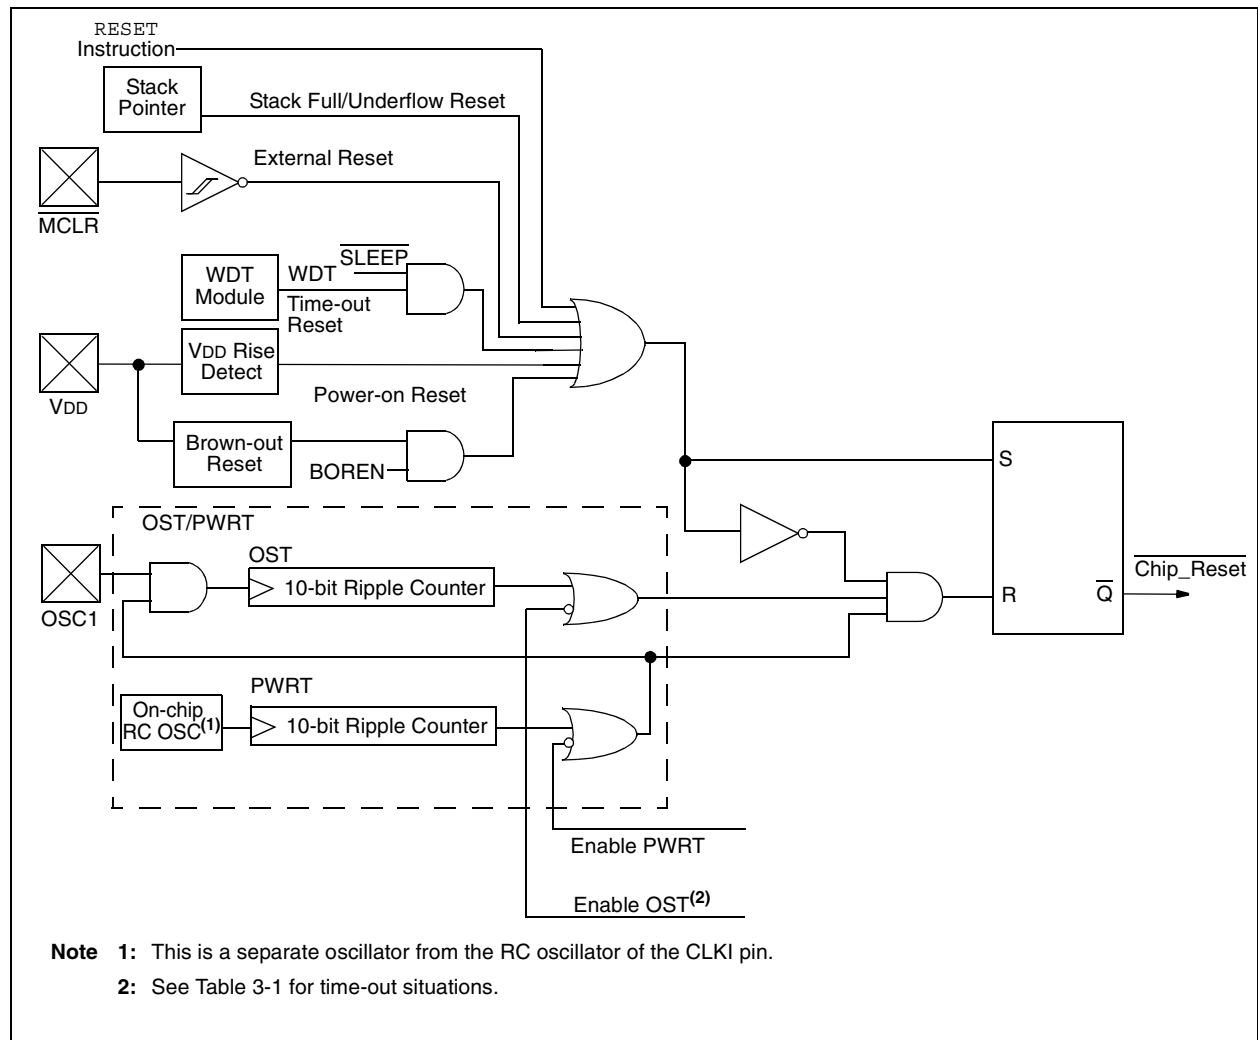 RESET
Instruction
Stack
Pointer
Stack Full/Underflow Reset
External Reset
MCLR
SLEEP
WDT
Module
WDT
Time-out
Reset
VDD Rise
Detect
VDD
Power-on Reset
Brown-out
Reset
BOREN
S
OST/PWRT
OST
10-bit Ripple Counter
OSC1
Chip_Reset
R
Q
PWRT
On-chip
RC OSC(1)
10-bit Ripple Counter
Enable PWRT
Enable OST(2)
Note 1: This is a separate oscillator from the RC oscillator of the CLKI pin.
2: See Table 3-1 for time-out situations.